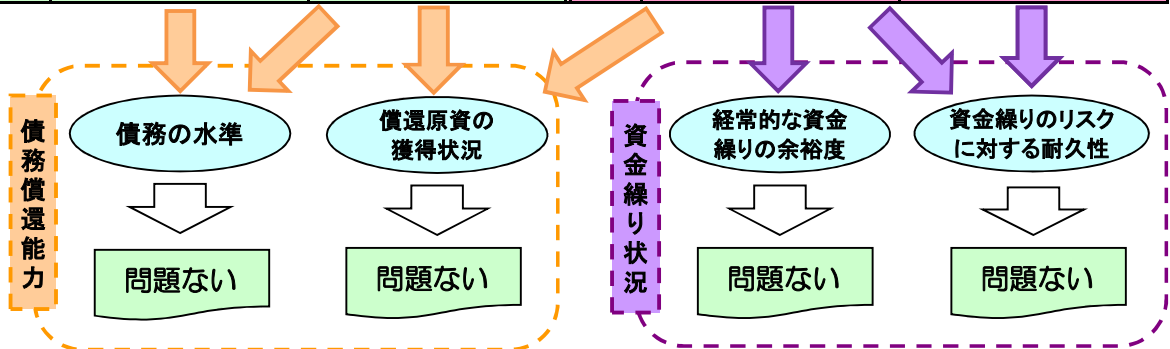 債務償還能力
債務の水準
償還原資の
獲得状況
問題ない
問題ない
資金繰り状況
経常的な資金
繰りの余裕度
資金繰りのリスク
に対する耐久性
問題ない
問題ない